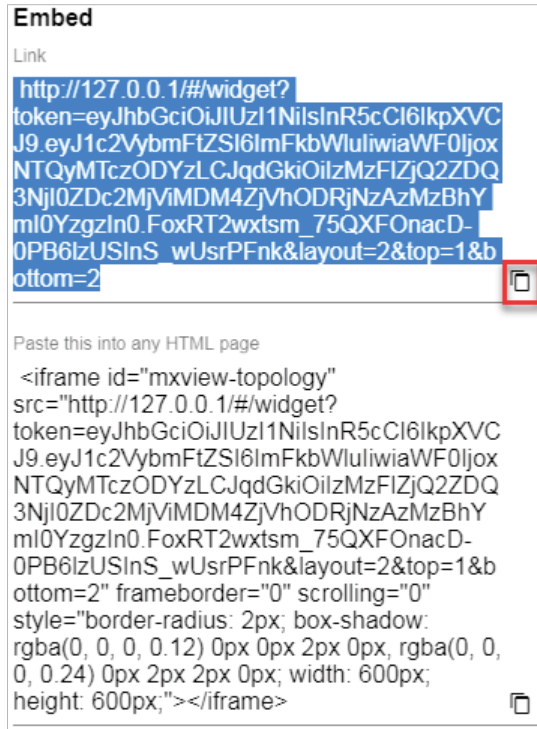 Embed
Link
http://127.0.0.1/#/widget?
token=eyJhbGciOiJIUzI1NiIsInR5cCI6IkpXVC
J9.eyJ1c2VybmFtZSI6ImFkbWluIiwiaWF0Ijox
NTQyMTczODYzLCJqdGkiOiIzMzFlZjQ2ZDQ
3NjI0ZDc2MjViMDM4ZjVhODRjNzAzMzBhY
mI0YzgzIn0.FoxRT2wxtsm_75QXFOnacD-
0PB6lzUSInS_wUsrPFnk&layout=2&top=1&b
ottom=2
Paste this into any HTML page
<iframe id="mxview-topology"
src="http://127.0.0.1/#/widget?
token=eyJhbGciOiJIUzI1NiIsInR5cCI6IkpXVC
J9.eyJ1c2VybmFtZSI6ImFkbWluIiwiaWF0Ijox
NTQyMTczODYzLCJqdGkiOiIzMzFlZjQ2ZDQ
3NjI0ZDc2MjViMDM4ZjVhODRjNzAzMzBhY
mI0YzgzIn0.FoxRT2wxtsm_75QXFOnacD-
0PB6lzUSInS_wUsrPFnk&layout=2&top=1&b
ottom=2" frameborder="0" scrolling="0"
style="border-radius: 2px; box-shadow:
rgba(0, 0, 0, 0.12) 0px 0px 2px 0px, rgba(0, 0,
0, 0.24) 0px 2px 2px 0px; width: 600px;
height: 600px;"></iframe>